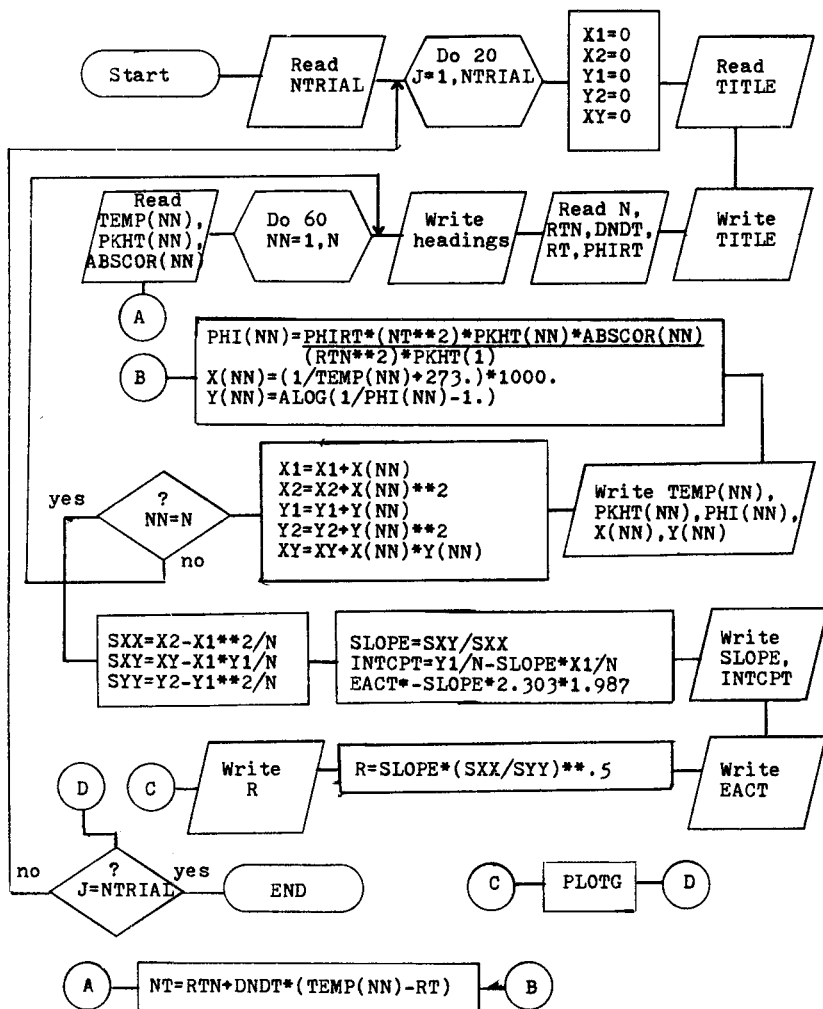 Start
Read
NTRIAL
Do 20
J=1,NTRIAL
X1=0
X2=0
Y1=0
Y2=0
XY=0
Read
TITLE
Write
TITLE
Read N,
RTN,DNDT,
RT,PHIRT
Write
headings
Do 60
NN=1,N
Read
TEMP(NN),
PKHT(NN),
ABSCOR(NN)
A
B
PHI(NN)=PHIRT*(NT**2)*PKHT(NN)*ABSCOR(NN)
(RTN**2)*PKHT(1)
X(NN)=(1/TEMP(NN)+273.)*1000.
Y(NN)=ALOG(1/PHI(NN)-1.)
Write TEMP(NN),
PKHT(NN),PHI(NN),
X(NN),Y(NN)
X1=X1+X(NN)
X2=X2+X(NN)**2
Y1=Y1+Y(NN)
Y2=Y2+Y(NN)**2
XY=XY+X(NN)*Y(NN)
?
NN=N
yes
no
SXX=X2-X1**2/N
SXY=XY-X1*Y1/N
SYY=Y2-Y1**2/N
SLOPE=SXY/SXX
INTCPT=Y1/N-SLOPE*X1/N
EACT*-SLOPE*2.303*1.987
Write
SLOPE,
INTCPT
Write
EACT
R=SLOPE*(SXX/SYY)**.5
Write
R
C
D
?
J=NTRIAL
no
yes
END
C
PLOTG
D
A
NT=RTN+DNDT*(TEMP(NN)-RT)
B